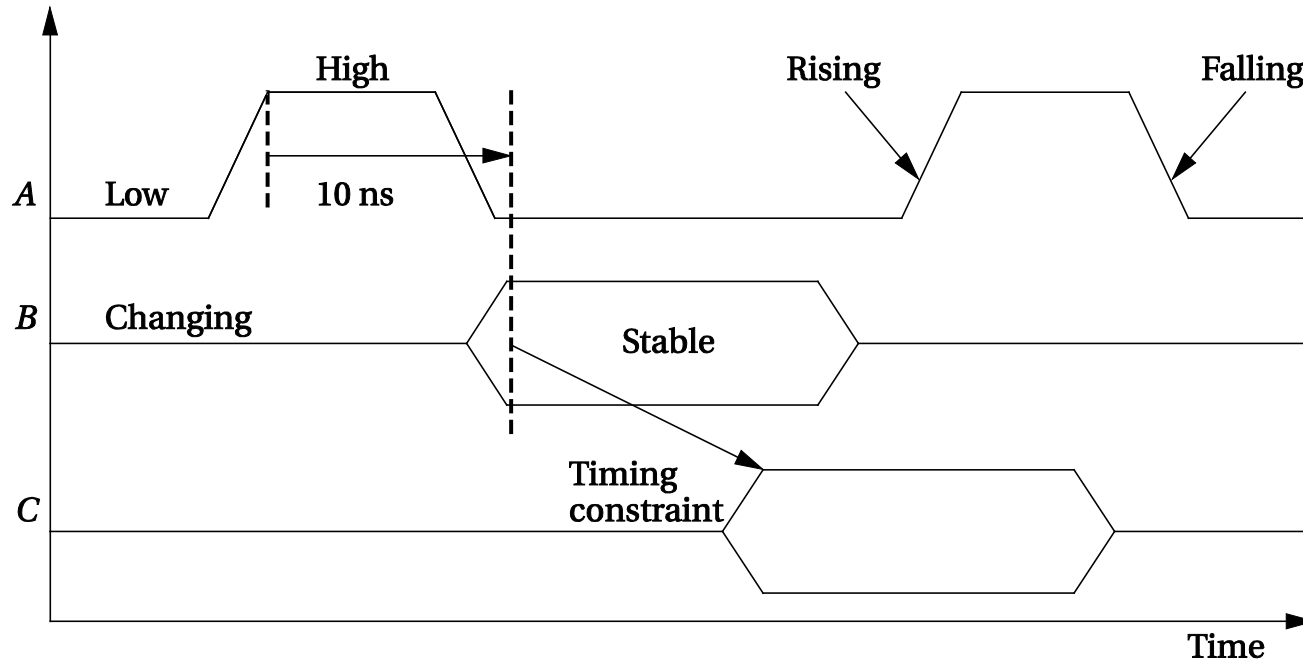 High
Rising
Falling
A
Low
10 ns
B
Changing
Stable
Timing
constraint
C
Time